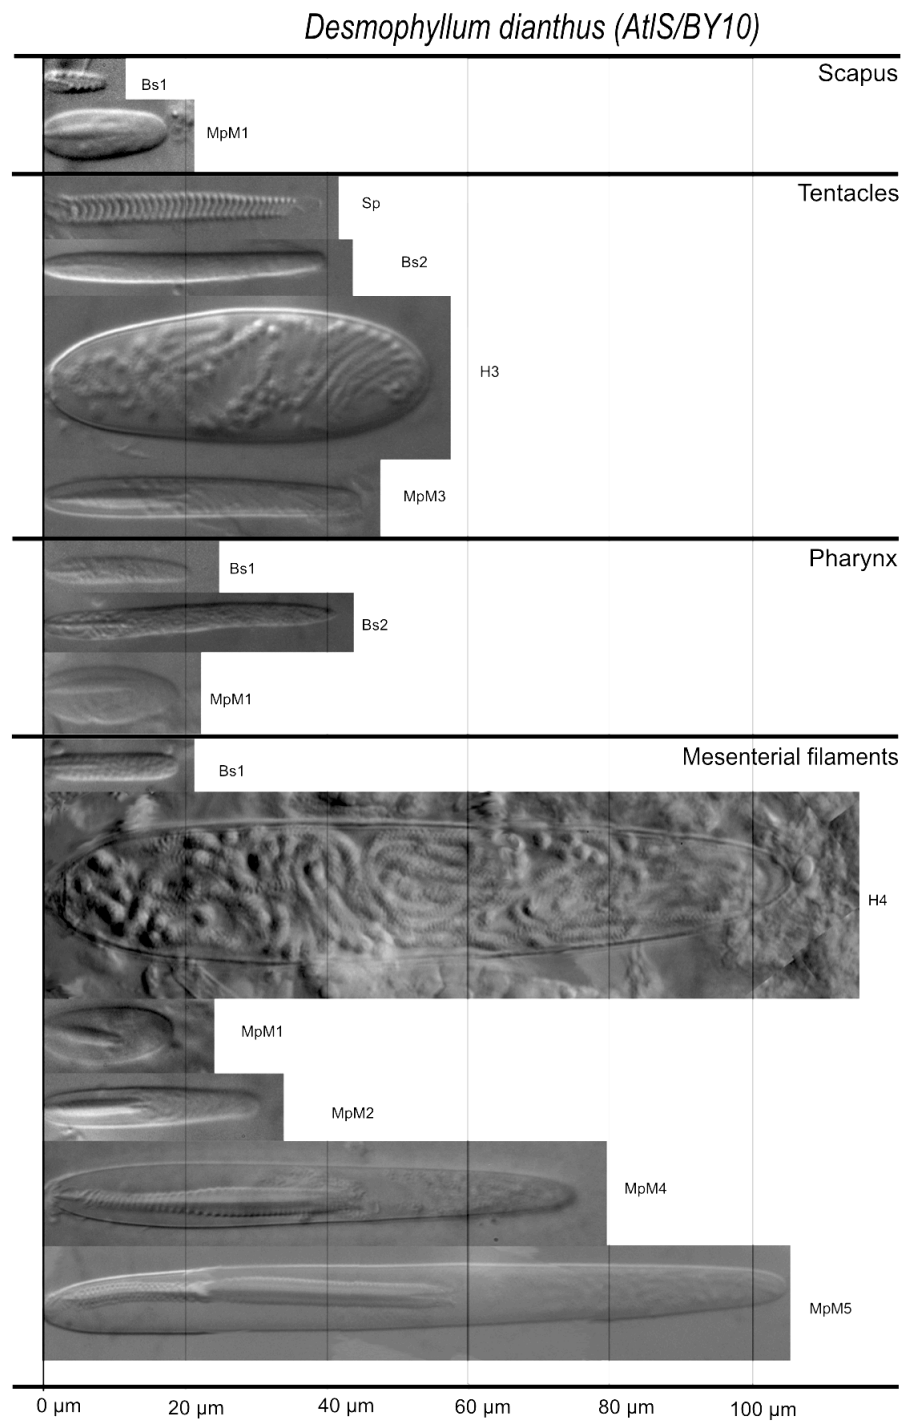 Desmophyllum dianthus (AtlS/BY10)
Scapus
Bs1
MpM1
Tentacles
Sp
Bs2
H3
MpM3
Pharynx
Bs1
Bs2
MpM1
Mesenterial filaments
Bs1
H4
MpM1
MpM2
MpM4
MpM5
0 µm 20 µm 40 µm 60 µm 80 µm 100 µm